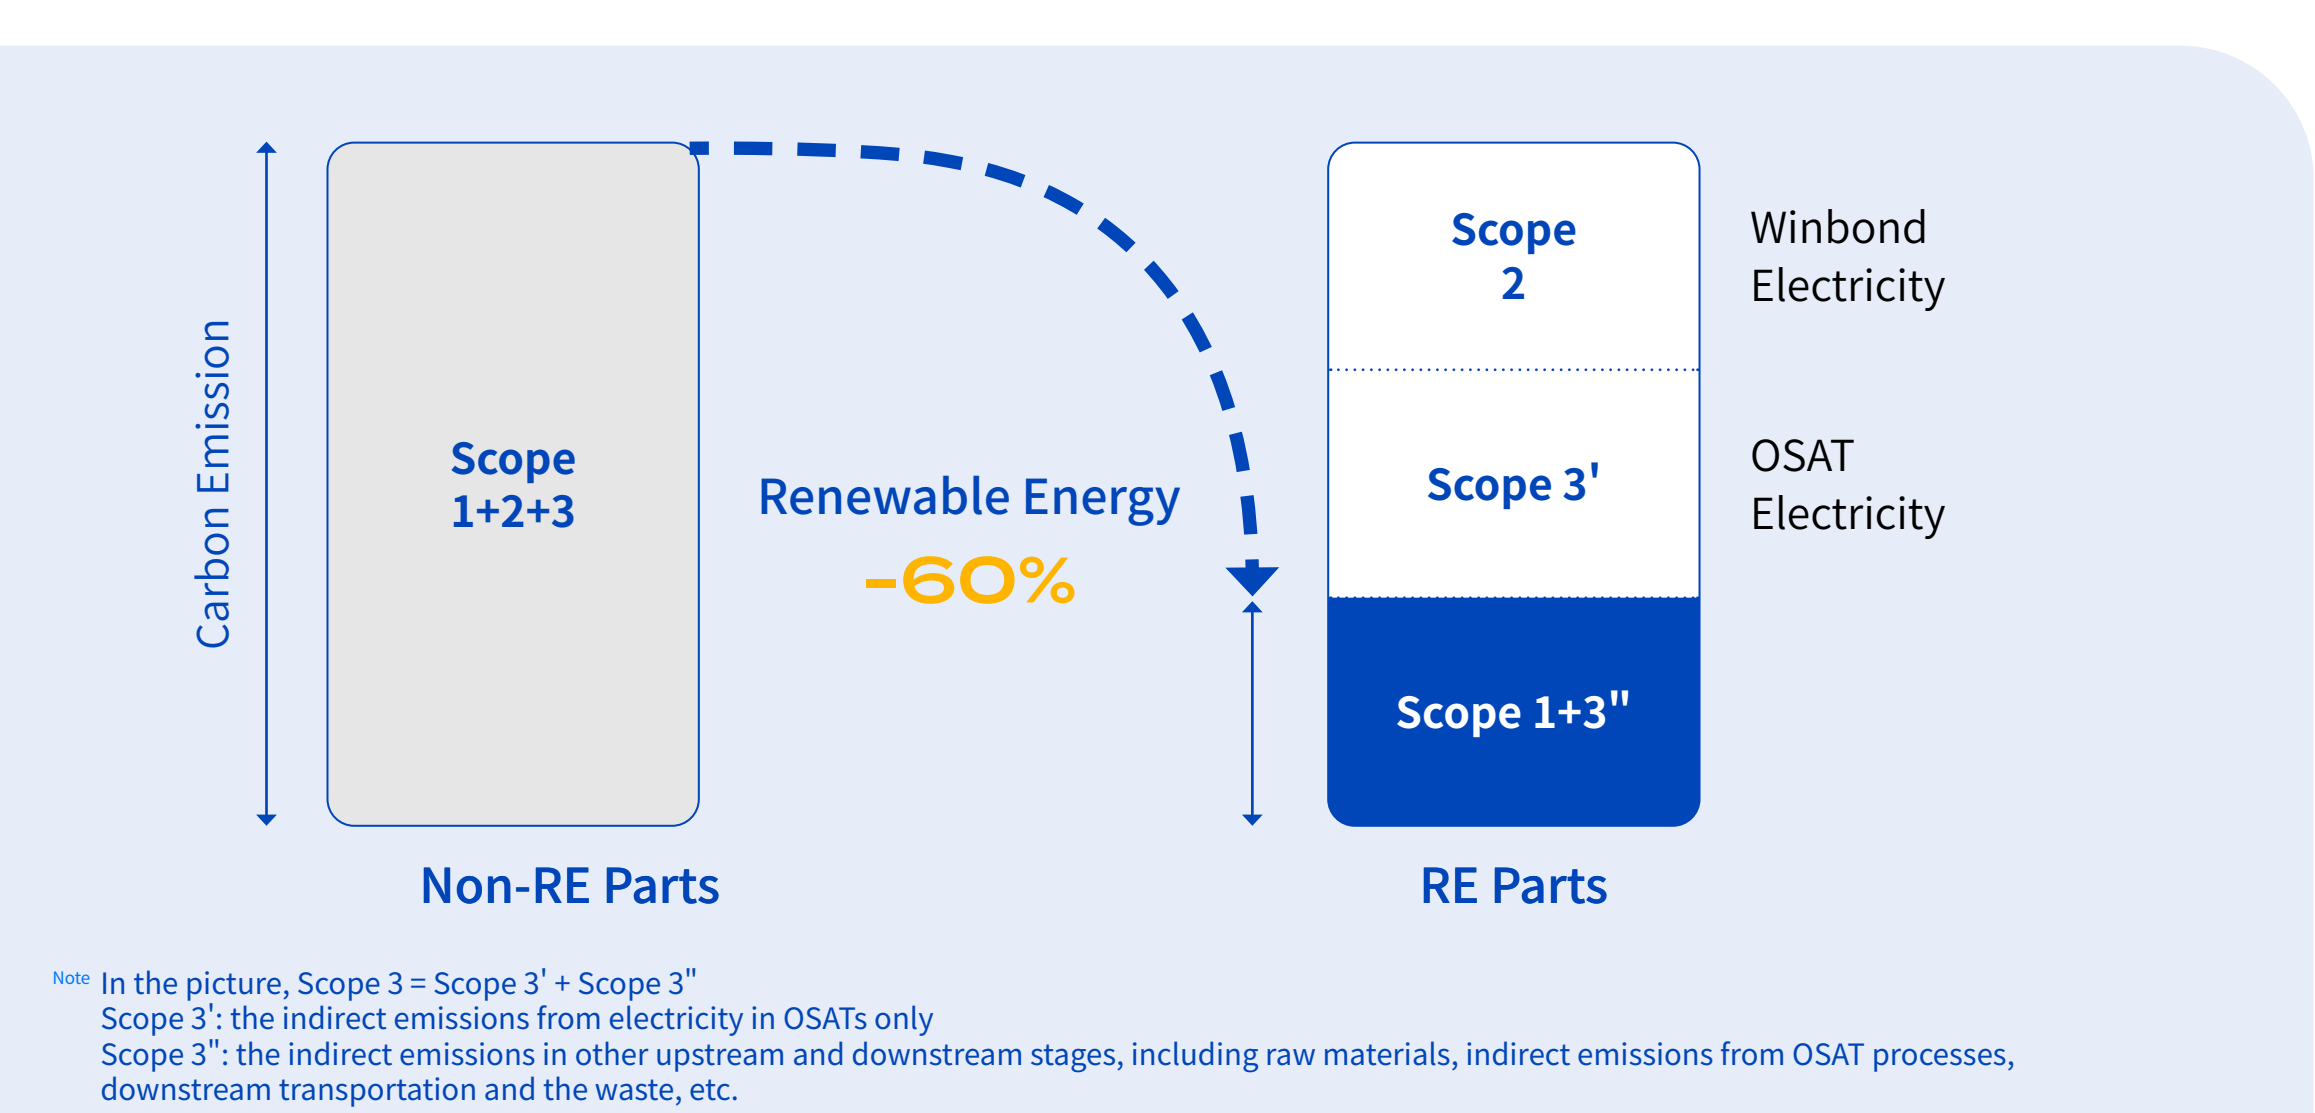 Carbon Emission
Scope
1+2+3
Renewable Energy
-60%
Scope
2
Scope 3'
Scope 1+3"
Winbond
Electricity
OSAT
Electricity
Non-RE Parts
RE Parts
Note In the picture, Scope 3 = Scope 3' + Scope 3"
Scope 3': the indirect emissions from electricity in OSATs only
Scope 3": the indirect emissions in other upstream and downstream stages, including raw materials, indirect emissions from OSAT processes,
downstream transportation and the waste, etc.